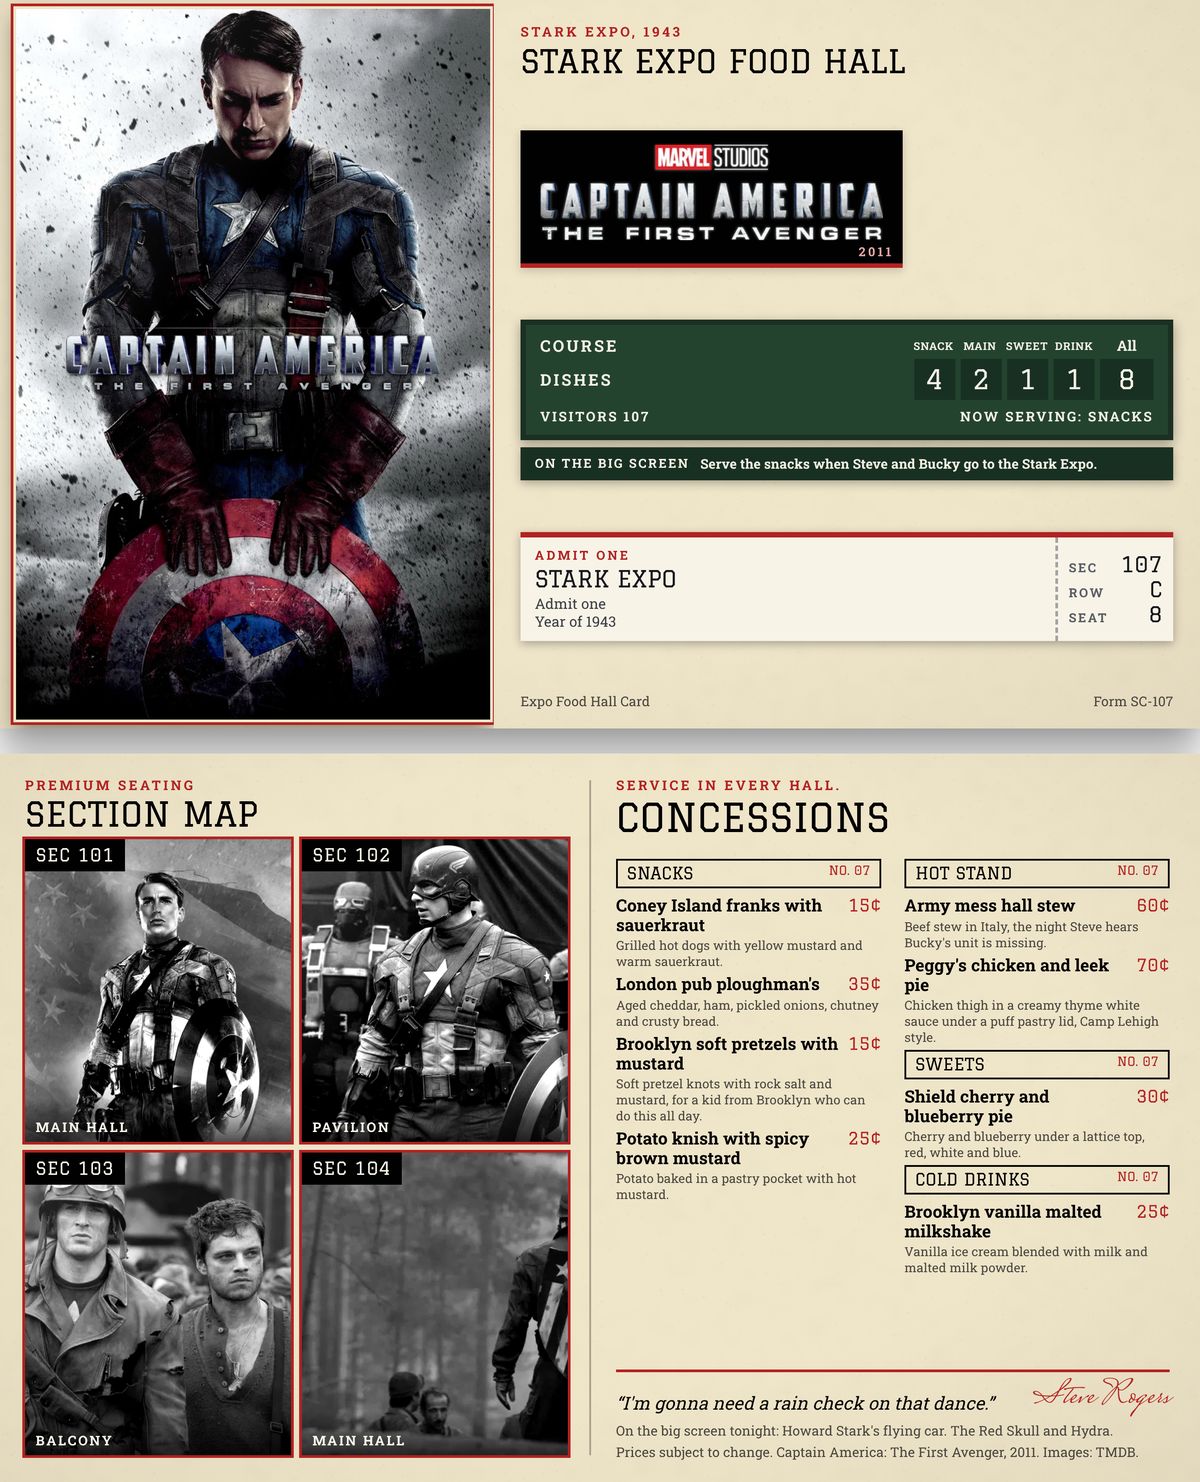 CAPTAIN AMERICA
THE FIRST AVENGER
STARK EXPO, 1943
STARK EXPO FOOD HALL
MARVEL STUDIOS
CAPTAIN AMERICA
THE FIRST AVENGER
2011
COURSE SNACK MAIN SWEET DRINK All
DISHES 4 2 1 1 8
VISITORS 107 NOW SERVING: SNACKS
ON THE BIG SCREEN Serve the snacks when Steve and Bucky go to the Stark Expo.
ADMIT ONE
STARK EXPO
Admit one
Year of 1943
SEC 107
ROW C
SEAT 8
Expo Food Hall Card
Form SC-107
PREMIUM SEATING
SECTION MAP
SEC 101
MAIN HALL
SEC 102
PAVILION
SEC 103
BALCONY
SEC 104
MAIN HALL
SERVICE IN EVERY HALL.
CONCESSIONS
SNACKS NO. 07
Coney Island franks with 15¢
sauerkraut
Grilled hot dogs with yellow mustard and
warm sauerkraut.
London pub ploughman's 35¢
Aged cheddar, ham, pickled onions, chutney
and crusty bread.
Brooklyn soft pretzels with 15¢
mustard
Soft pretzel knots with rock salt and
mustard, for a kid from Brooklyn who can
do this all day.
Potato knish with spicy 25¢
brown mustard
Potato baked in a pastry pocket with hot
mustard.
HOT STAND NO. 07
Army mess hall stew 60¢
Beef stew in Italy, the night Steve hears
Bucky's unit is missing.
Peggy's chicken and leek 70¢
pie
Chicken thigh in a creamy thyme white
sauce under a puff pastry lid, Camp Lehigh
style.
SWEETS NO. 07
Shield cherry and 30¢
blueberry pie
Cherry and blueberry under a lattice top,
red, white and blue.
COLD DRINKS NO. 07
Brooklyn vanilla malted 25¢
milkshake
Vanilla ice cream blended with milk and
malted milk powder.
“I'm gonna need a rain check on that dance.” Steve Rogers
On the big screen tonight: Howard Stark's flying car. The Red Skull and Hydra.
Prices subject to change. Captain America: The First Avenger, 2011. Images: TMDB.